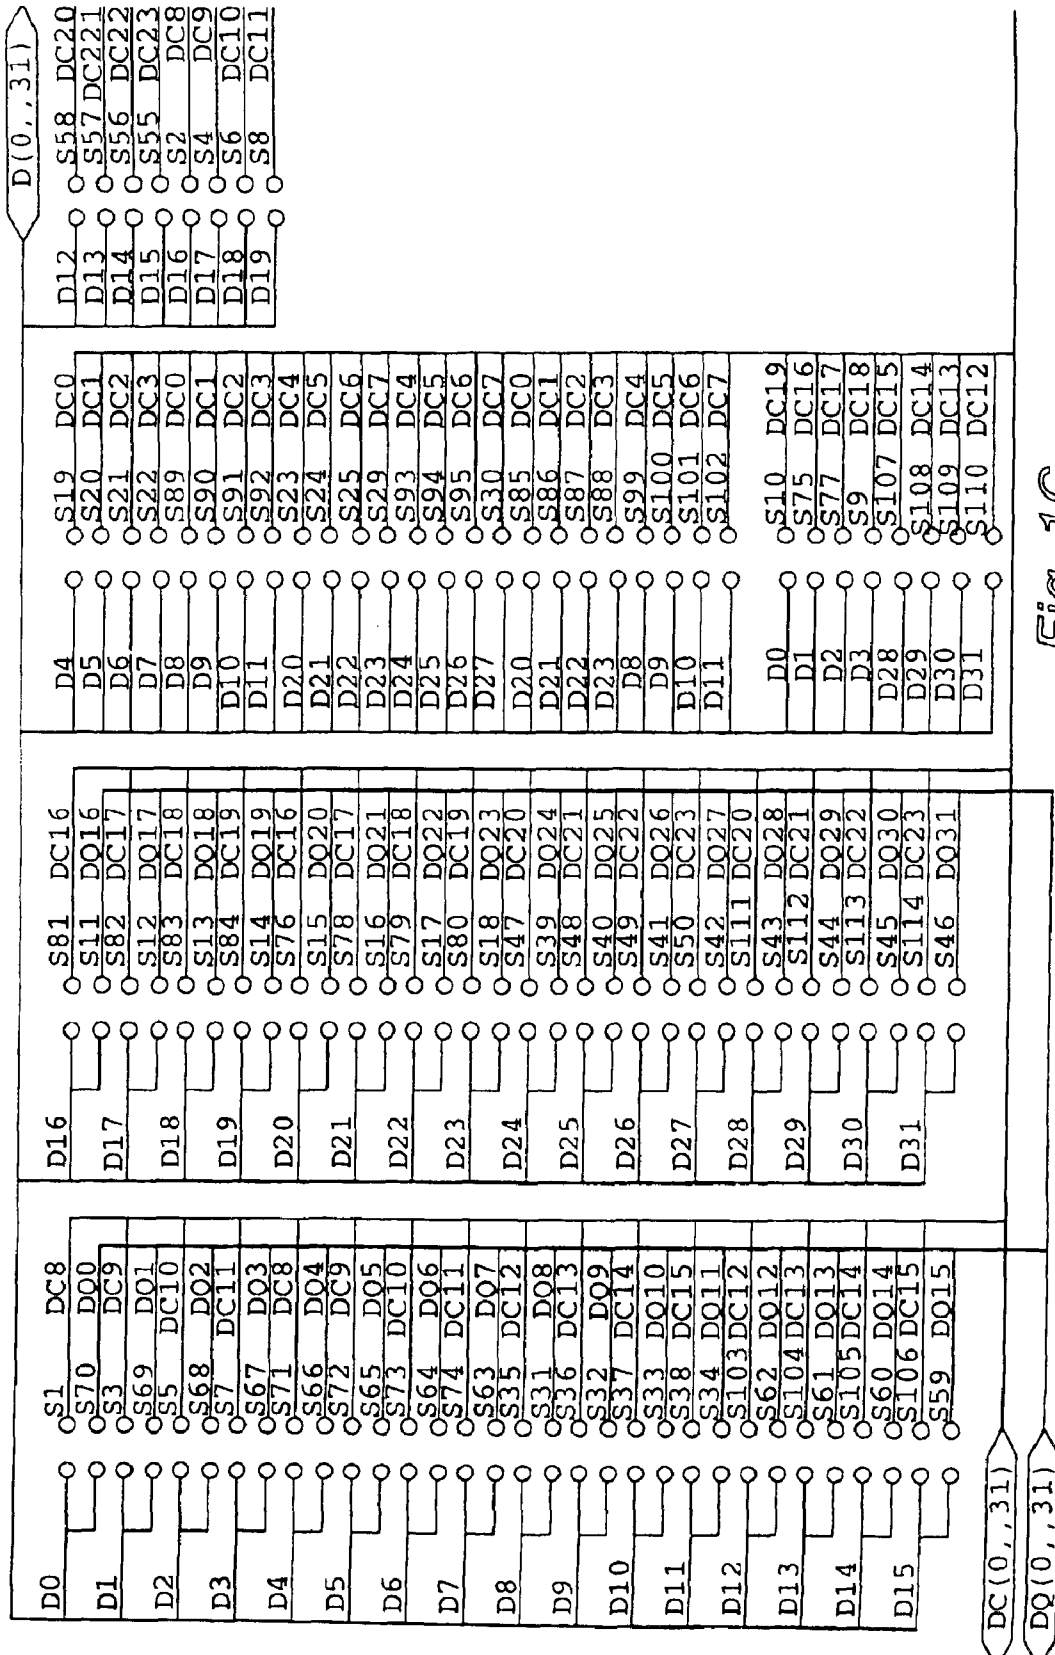 D0 S1 DC8
S70 DQ0
D1 S3 DC9
S69 DQ1
D2 S5 DC10
S68 DQ2
D3 S7 DC11
S67 DQ3
D4 S71 DC8
S66 DQ4
D5 S72 DC9
S65 DQ5
D6 S73 DC10
S64 DQ6
D7 S74 DC11
S63 DQ7
D8 S35 DC12
S31 DQ8
D9 S36 DC13
S32 DQ9
D10 S37 DC14
S33 DQ10
D11 S38 DC15
S34 DQ11
D12 S103 DC12
S62 DQ12
D13 S104 DC13
S61 DQ13
D14 S105 DC14
S60 DQ14
D15 S106 DC15
S59 DQ15
DC(0,,31)
DQ(0,,31)
D16 S81 DC16
S11 DQ16
D17 S82 DC17
S12 DQ17
D18 S83 DC18
S13 DQ18
D19 S84 DC19
S14 DQ19
D20 S76 DC16
S15 DQ20
D21 S78 DC17
S16 DQ21
D22 S79 DC18
S17 DQ22
D23 S80 DC19
S18 DQ23
D24 S47 DC20
S39 DQ24
D25 S48 DC21
S40 DQ25
D26 S49 DC22
S41 DQ26
D27 S50 DC23
S42 DQ27
D28 S111 DC20
S43 DQ28
D29 S112 DC21
S44 DQ29
D30 S113 DC22
S45 DQ30
D31 S114 DC23
S46 DQ31
D4 S19 DC0
D5 S20 DC1
D6 S21 DC2
D7 S22 DC3
D8 S89 DC0
D9 S90 DC1
D10 S91 DC2
D11 S92 DC3
D20 S23 DC4
D21 S24 DC5
D22 S25 DC6
D23 S29 DC7
D24 S93 DC4
D25 S94 DC5
D26 S95 DC6
D27 S30 DC7
D20 S85 DC0
D21 S86 DC1
D22 S87 DC2
D23 S88 DC3
D8 S99 DC4
D9 S100 DC5
D10 S101 DC6
D11 S102 DC7
D0 S10 DC19
D1 S75 DC16
D2 S77 DC17
D3 S9 DC18
D28 S107 DC15
D29 S108 DC14
D30 S109 DC13
D31 S110 DC12
D(0,,31)
D12 S58 DC20
D13 S57 DC221
D14 S56 DC22
D15 S55 DC23
D16 S2 DC8
D17 S4 DC9
D18 S6 DC10
D19 S8 DC11
Fig.